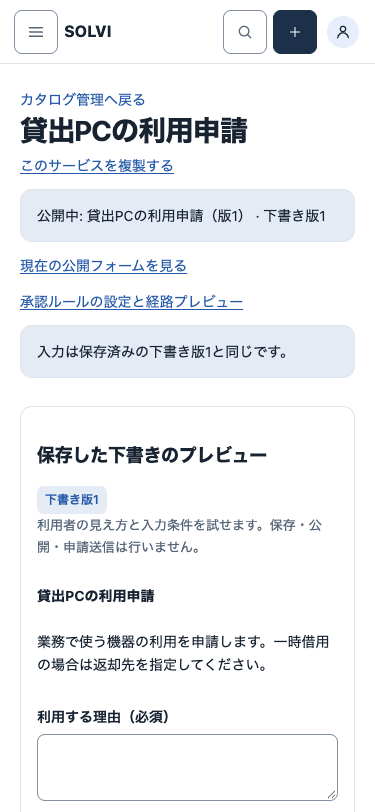 SOLVI
カタログ管理へ戻る
貸出PCの利用申請
このサービスを複製する
公開中: 貸出PCの利用申請（版1） · 下書き版1
現在の公開フォームを見る
承認ルールの設定と経路プレビュー
入力は保存済みの下書き版1と同じです。
保存した下書きのプレビュー
下書き版1
利用者の見え方と入力条件を試せます。保存・公
開・申請送信は行いません。
貸出PCの利用申請
業務で使う機器の利用を申請します。一時借用
の場合は返却先を指定してください。
利用する理由（必須）